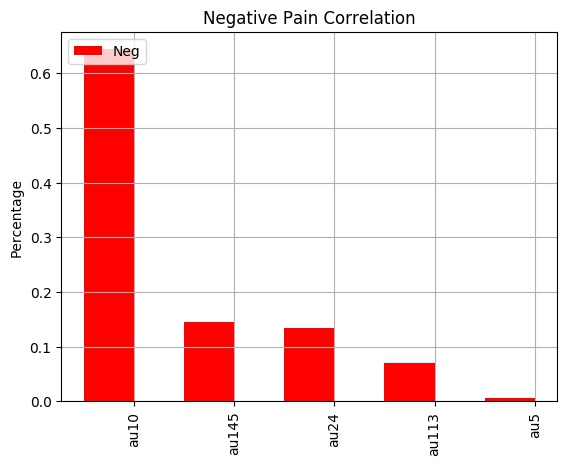 Negative Pain Correlation
Neg
Percentage
0.6
0.5
0.4
0.3
0.2
0.1
0.0
au10
au145
au24
au113
au5